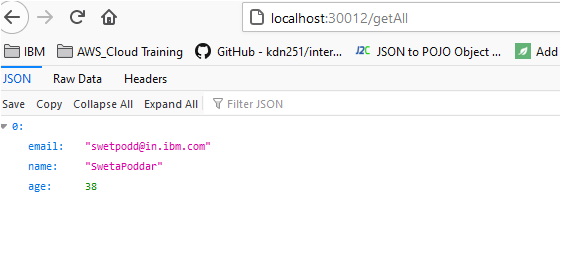 localhost:30012/getAll
IBM AWS_Cloud Training GitHub - kdn251/inter... J2C JSON to POJO Object ... Add
JSON Raw Data Headers
Save Copy Collapse All Expand All Filter JSON
0:
email: "swetpodd@in.ibm.com"
name: "SwetaPoddar"
age: 38